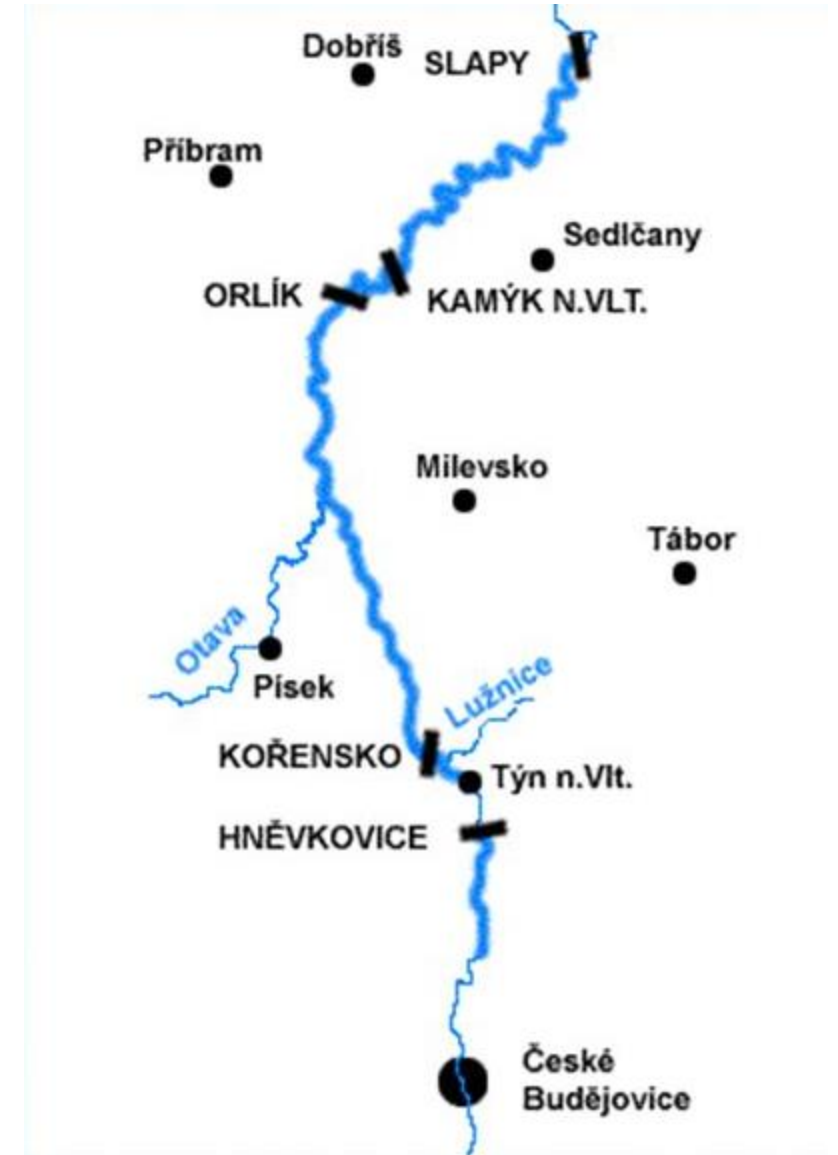 Dobříš
SLAPY
Příbram
Sedlčany
ORLÍK
KAMÝK N.VLT.
Milevsko
Tábor
Otava
Písek
Lužnice
KOŘENSKO
Týn n.Vlt.
HNĚVKOVICE
České
Budějovice